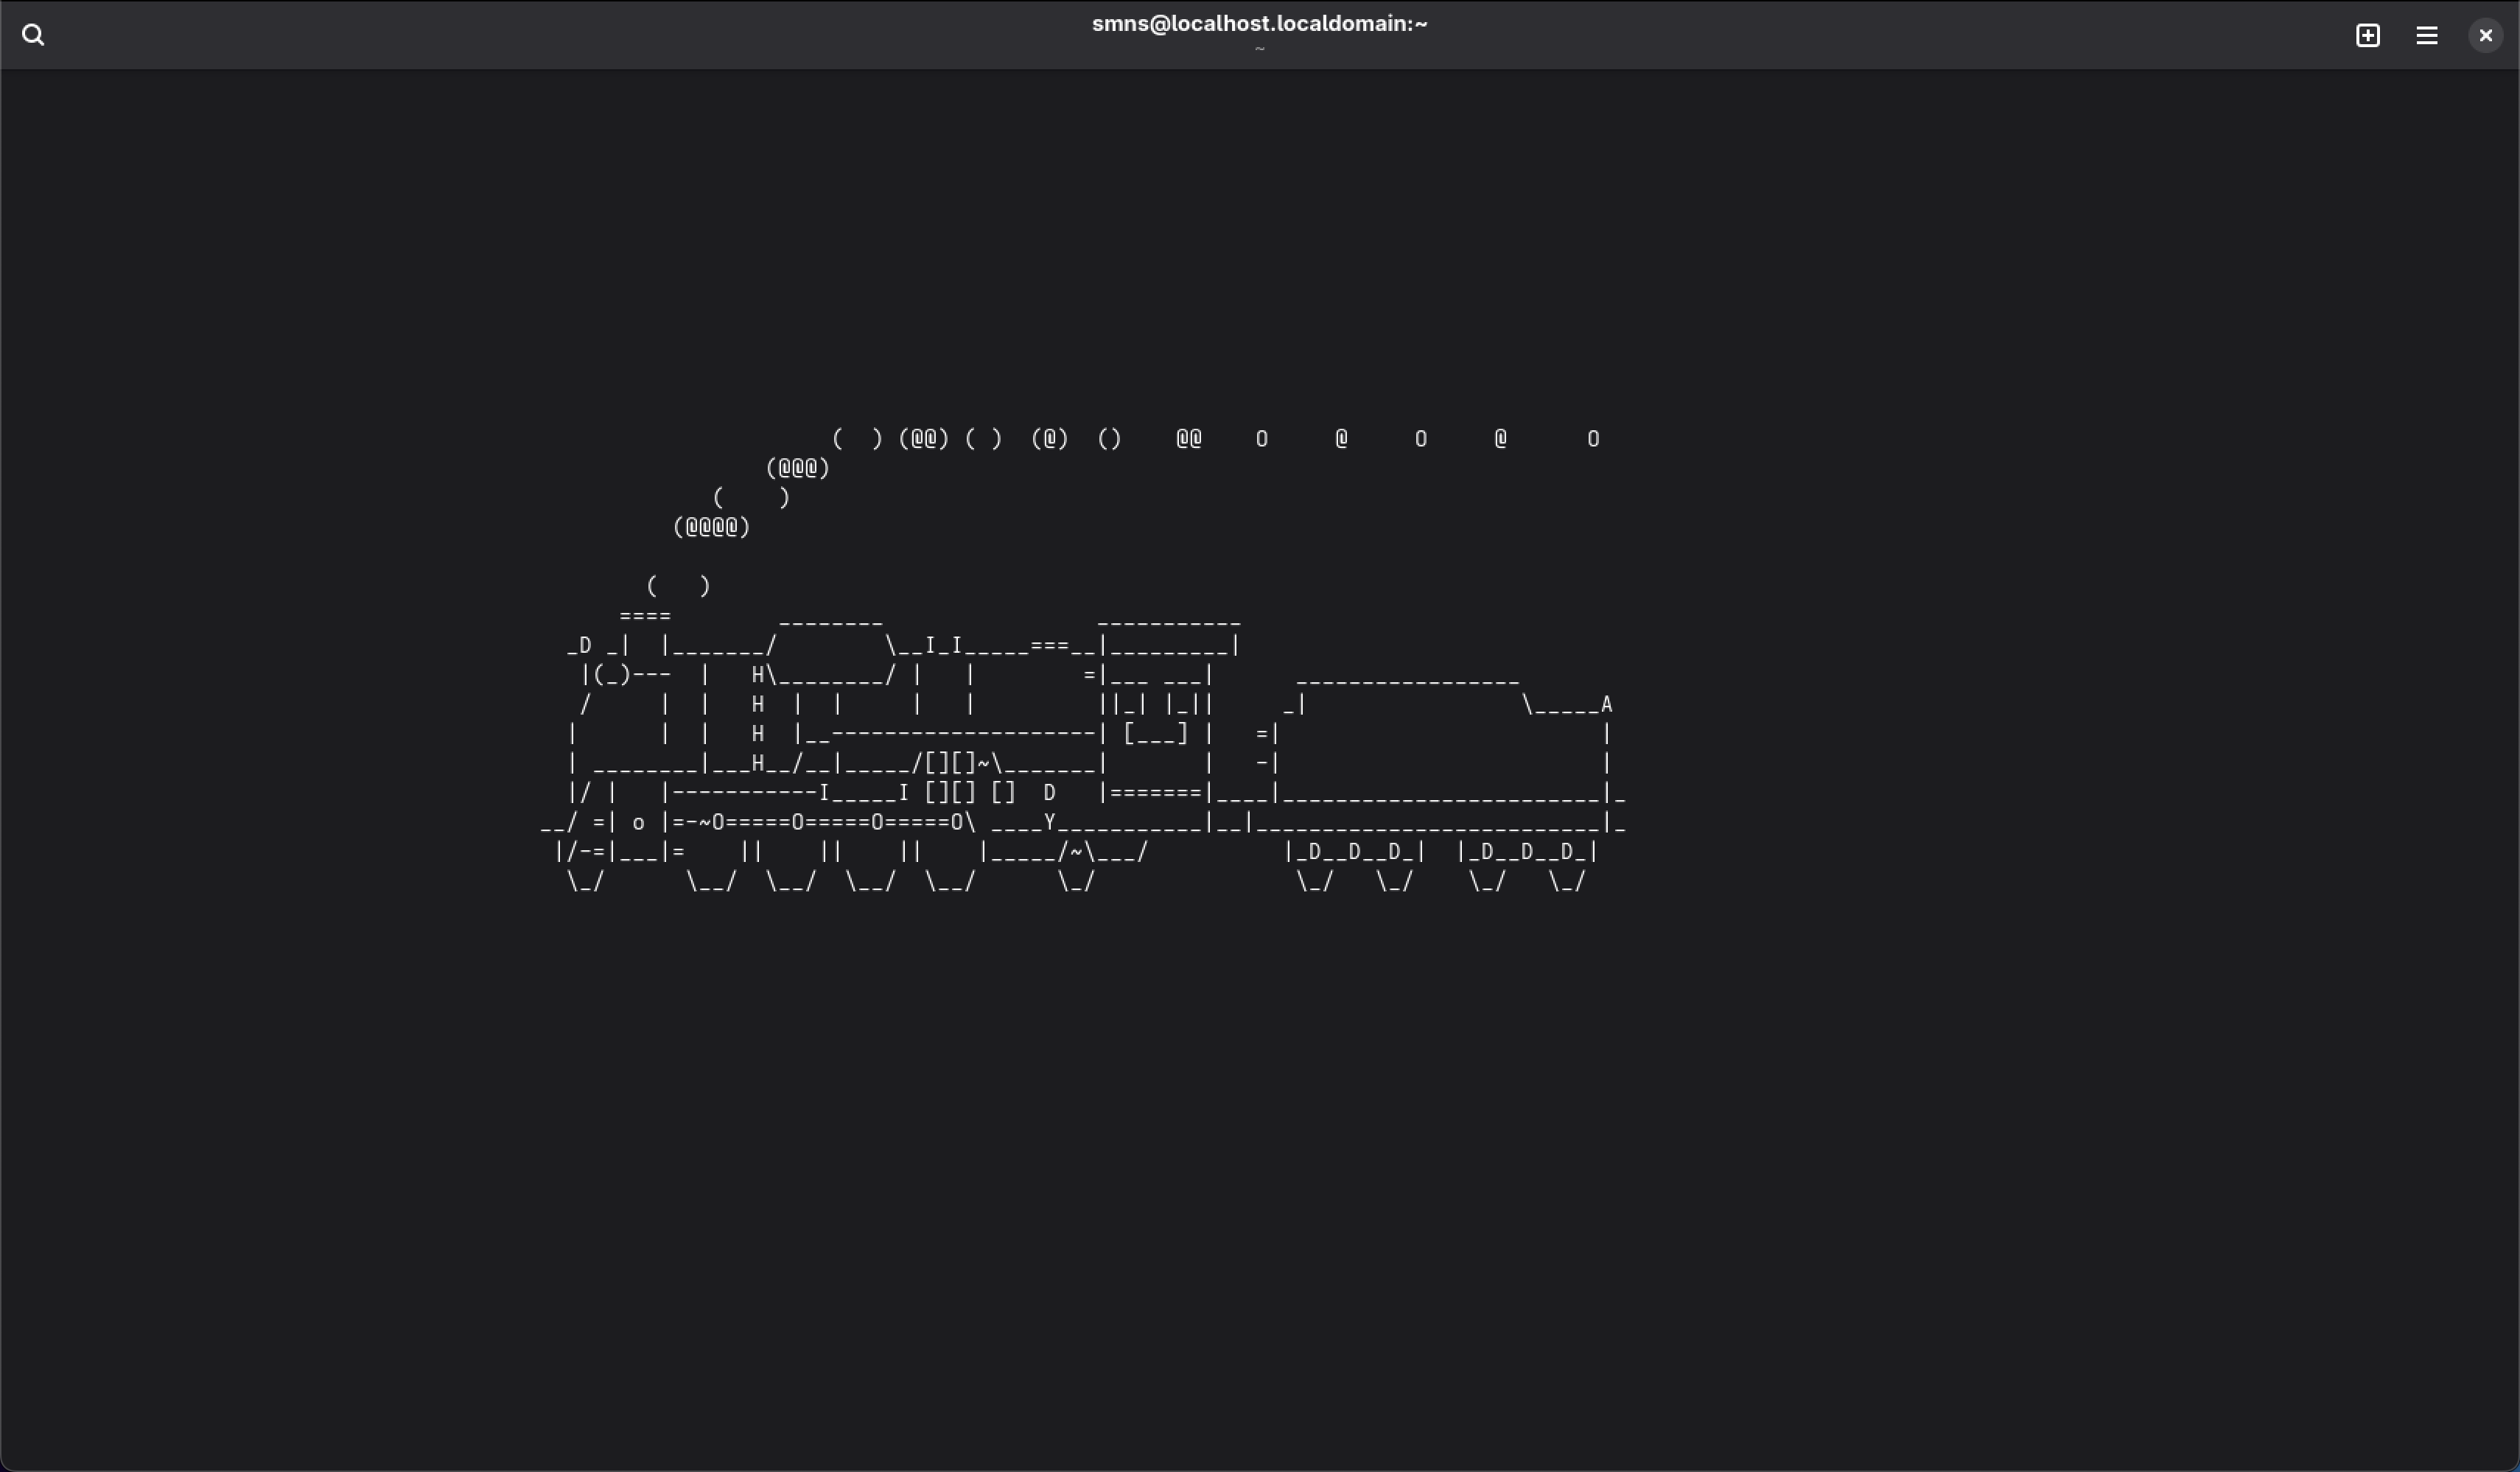 smns@localhost.localdomain:~
~
                      (  ) (@@) ( )  (@)  ()    @@    O     @     O     @      O
                 (@@@)
             (    )
          (@@@@)

        (   )
      ====        ________                ___________
  _D _|  |_______/        \__I_I_____===__|_________|
   |(_)---  |   H\________/ |   |        =|___ ___|      _________________
   /     |  |   H  |  |     |   |         ||_| |_||     _|                \_____A
  |      |  |   H  |__--------------------| [___] |   =|                        |
  | ________|___H__/__|_____/[][]~\_______|       |   -|                        |
  |/ |   |-----------I_____I [][] []  D   |=======|____|________________________|_
__/ =| o |=-~O=====O=====O=====O\ ____Y___________|__|__________________________|_
 |/-=|___|=    ||    ||    ||    |_____/~\___/          |_D__D__D_|  |_D__D__D_|
  \_/      \__/  \__/  \__/  \__/      \_/               \_/   \_/    \_/   \_/